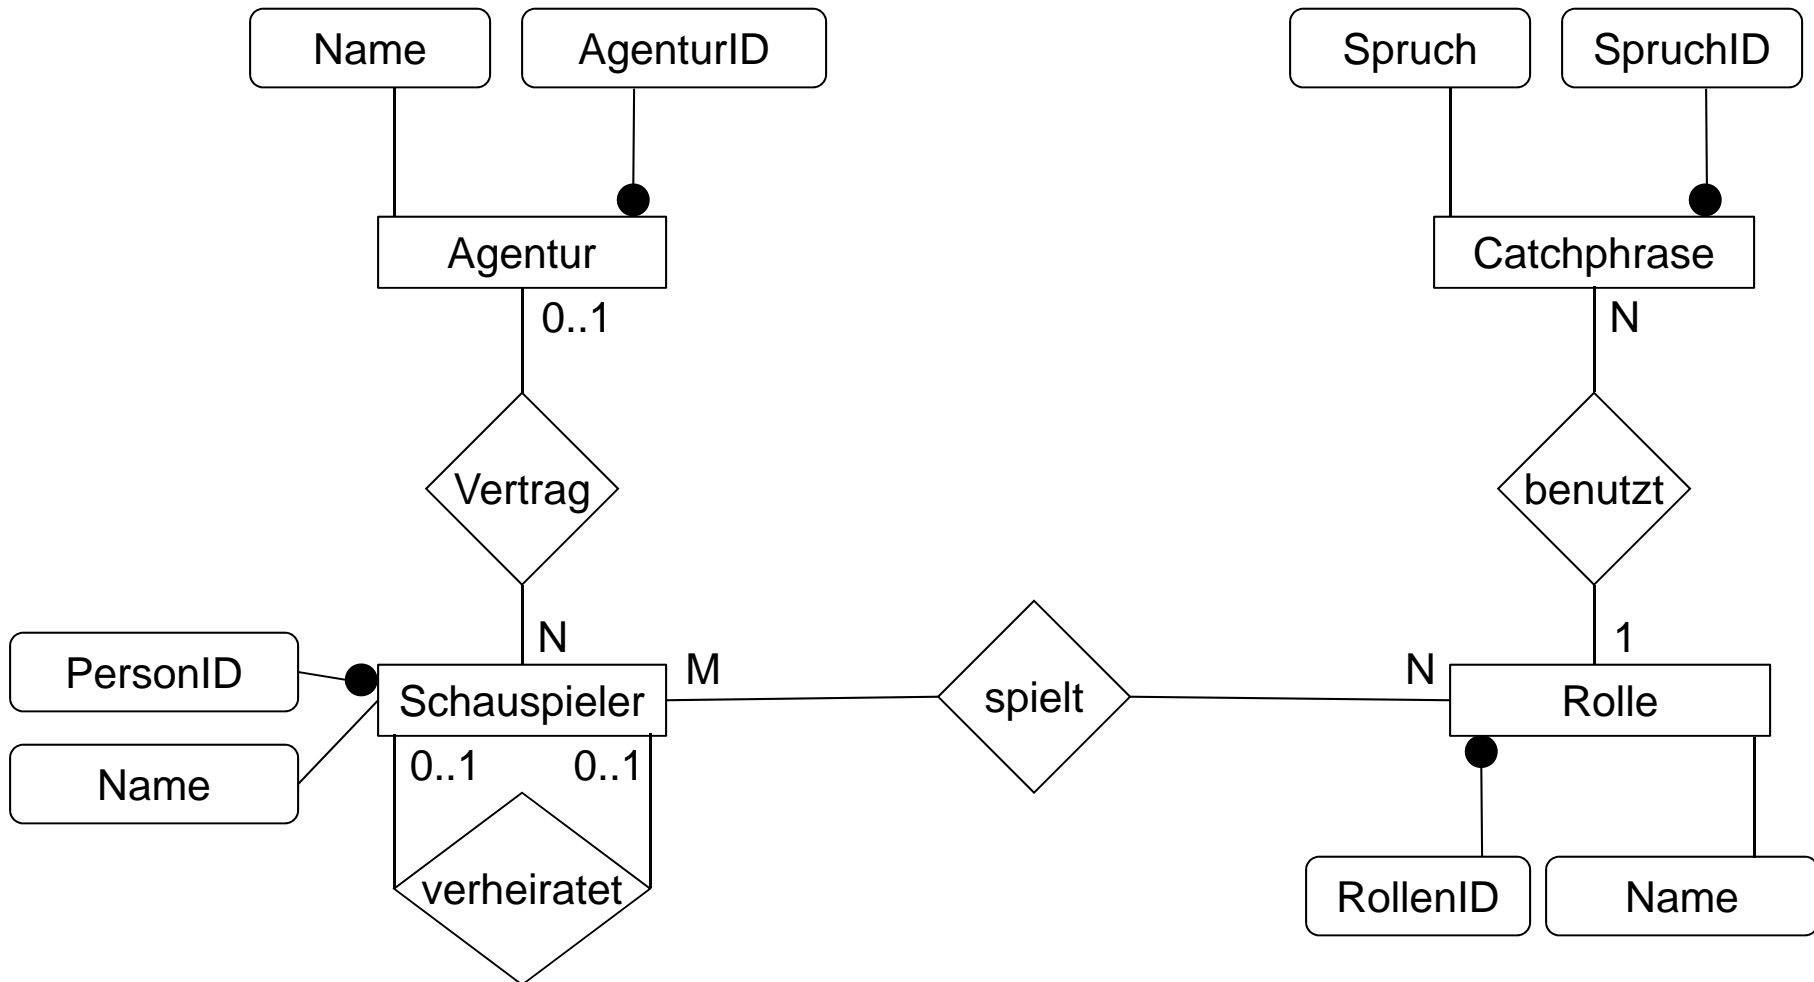 Name
AgenturID
Spruch
SpruchID
Agentur
Catchphrase
0..1
N
Vertrag
benutzt
N
1
PersonID
Schauspieler
M
spielt
N
Rolle
Name
0..1
0..1
verheiratet
RollenID
Name